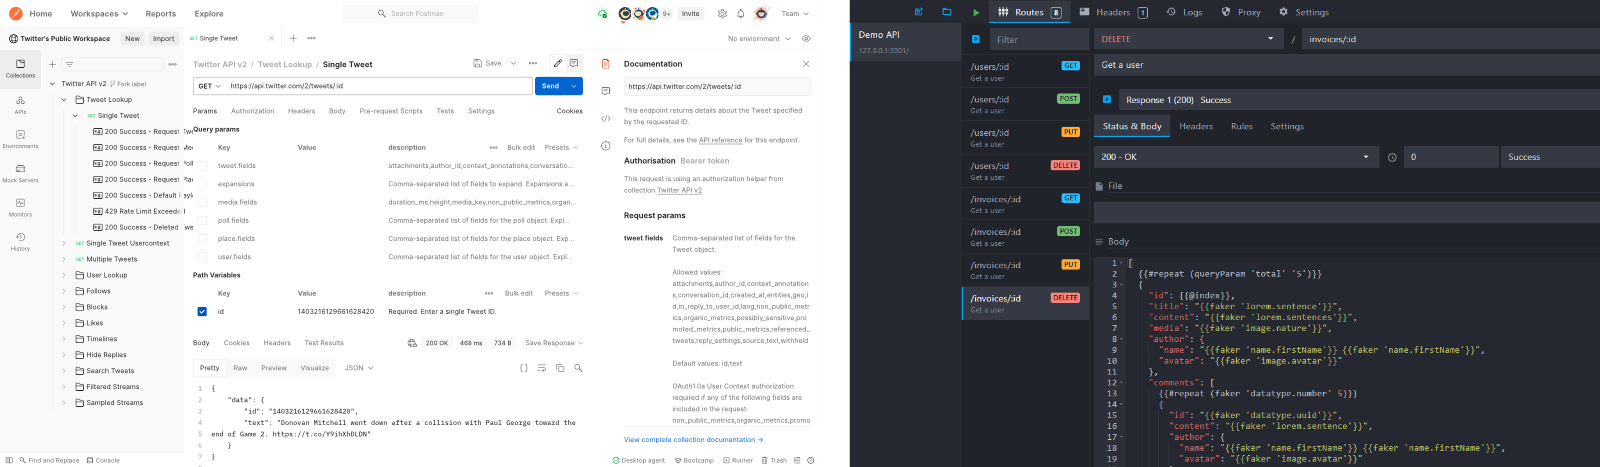 Home Workspaces Reports Explore Search Postman 9+ Invite Team
Twitter's Public Workspace New Import GET Single Tweet No enviornment
Collections
APIs
Environments
Mock Servers
Monitors
History
Twitter API v2 Fork label
Tweet Lookup
GET Single Tweet
200 Success - Request Twe
200 Success - Request Med
200 Success - Request Poll
200 Success - Request Plac
200 Success - Default Payl
429 Rate Limit Exceeded
200 Success - Deleted Twe
GET Single Tweet Usercontext
GET Multiple Tweets
User Lookup
Follows
Blocks
Likes
Timelines
Hide Replies
Search Tweets
Filtered Streams
Sampled Streams
Find and Replace Console
Twitter API v2 / Tweet Lookup / Single Tweet Save
GET https://api.twitter.com/2/tweets/:id Send
Params Authorization Headers Body Pre-request Scripts Tests Settings Cookies
Query params
Key Value description Bulk edit Presets
tweet.fields attachments,author_id,context_annotations,conversatio...
expansions Comma-separated list of fields to expand. Expansions e...
media.fields duration_ms,height,media_key,non_public_metrics,organ...
poll.fields Comma-separated list of fields for the poll object. Expl...
place.fields Comma-separated list of fields for the place object. Exp...
user.fields Comma-separated list of fields for the user object. Expl...
Path Variables
Key Value description Bulk edit Presets
id 1403216129661628420 Required. Enter a single Tweet ID.
Body Cookies Headers Test Results 200 OK 468 ms 734 B Save Response
Pretty Raw Preview Visualize JSON
1 {
2 "data": {
3 "id": "1403216129661628420",
4 "text": "Donovan Mitchell went down after a collision with Paul George toward the
5 end of Game 2. https://t.co/Y9ihXhDLDN"
6 }
7 }
Documentation
https://api.twitter.com/2/tweets/:id
This endpoint returns details about the Tweet specified
by the requested ID.
For full details, see the API reference for this endpoint.
Authorisation Bearer token
This request is using an authorization helper from
collection Twitter API v2
Request params
tweet.fields Comma-separated list of fields for the
Tweet object.
Allowed values:
attachments,author_id,context_annotation
s,conversation_id,created_at,entities,geo,i
d,in_reply_to_user_id,lang,non_public_met
rics,organic_metrics,possibly_sensitive,pro
moted_metrics,public_metrics,referenced_
tweets,reply_settings,source,text,withheld
Default values: id,text
OAuth1.0a User Context authorization
required if any of the following fields are
included in the request:
non_public_metrics,organic_metrics,promo
View complete collection documentation →
Desktop agent Bootcamp Runner Trash
Demo API
127.0.0.1:3001/
Routes 8 Headers 1 Logs Proxy Settings
Filter
/users/:id GET
Get a user
/users/:id POST
Get a user
/users/:id PUT
Get a user
/users/:id DELETE
Get a user
/invoices/:id GET
Get a user
/invoices/:id POST
Get a user
/invoices/:id PUT
Get a user
/invoices/:id DELETE
Get a user
DELETE / invoices/:id
Get a user
Response 1 (200) Success
Status & Body Headers Rules Settings
200 - OK 0 Success
File
Body
1 [
2 {{#repeat (queryParam 'total' '5')}}
3 {
4 "id": {{@index}},
5 "title": "{{faker 'lorem.sentence'}}",
6 "content": "{{faker 'lorem.sentences'}}",
7 "media": "{{faker 'image.nature'}}",
8 "author": {
9 "name": "{{faker 'name.firstName'}} {{faker 'name.firstName'}}",
10 "avatar": "{{faker 'image.avatar'}}"
11 },
12 "comments": [
13 {{#repeat (faker 'datatype.number' 5)}}
14 {
15 "id": "{{faker 'datatype.uuid'}}",
16 "content": "{{faker 'lorem.sentence'}}",
17 "author": {
18 "name": "{{faker 'name.firstName'}} {{faker 'name.firstName'}}",
19 "avatar": "{{faker 'image.avatar'}}"